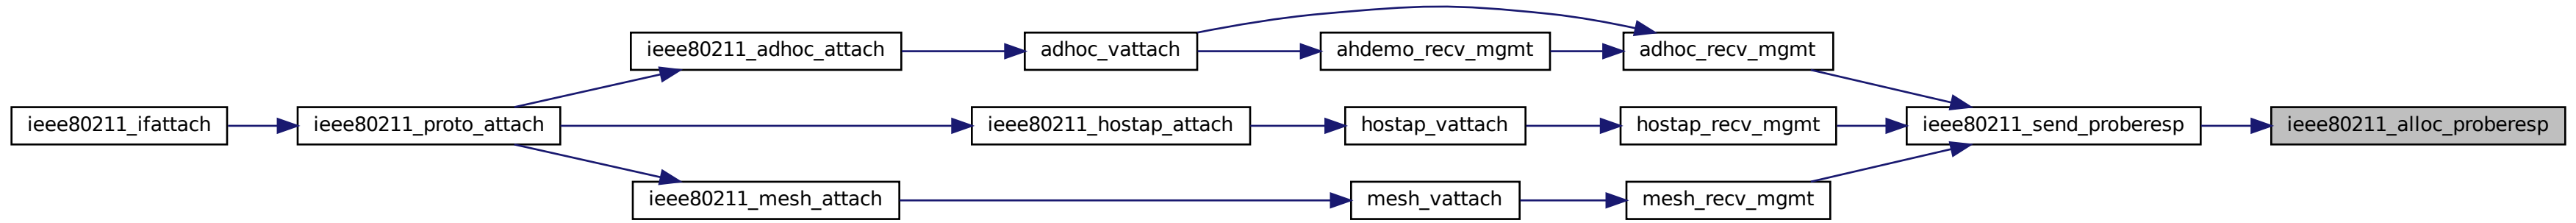 ieee80211_adhoc_attach
adhoc_vattach
ahdemo_recv_mgmt
adhoc_recv_mgmt
ieee80211_ifattach
ieee80211_proto_attach
ieee80211_hostap_attach
hostap_vattach
hostap_recv_mgmt
ieee80211_send_proberesp
ieee80211_alloc_proberesp
ieee80211_mesh_attach
mesh_vattach
mesh_recv_mgmt